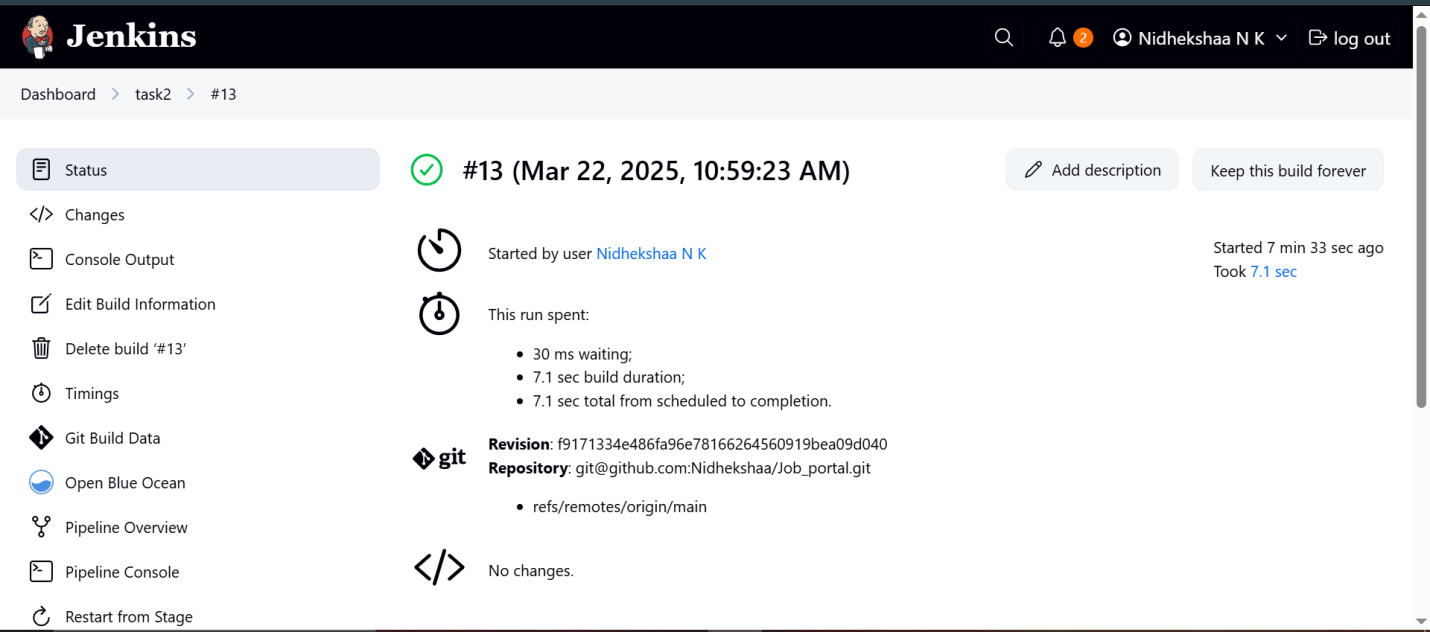 Jenkins
2 Nidhekshaa N K log out
Dashboard task2 #13
Status
Changes
Console Output
Edit Build Information
Delete build ‘#13’
Timings
Git Build Data
Open Blue Ocean
Pipeline Overview
Pipeline Console
Restart from Stage
#13 (Mar 22, 2025, 10:59:23 AM)
Add description
Keep this build forever
Started by user Nidhekshaa N K
Started 7 min 33 sec ago
Took 7.1 sec
This run spent:
• 30 ms waiting;
• 7.1 sec build duration;
• 7.1 sec total from scheduled to completion.
git
Revision: f9171334e486fa96e78166264560919bea09d040
Repository: git@github.com:Nidhekshaa/Job_portal.git
• refs/remotes/origin/main
No changes.